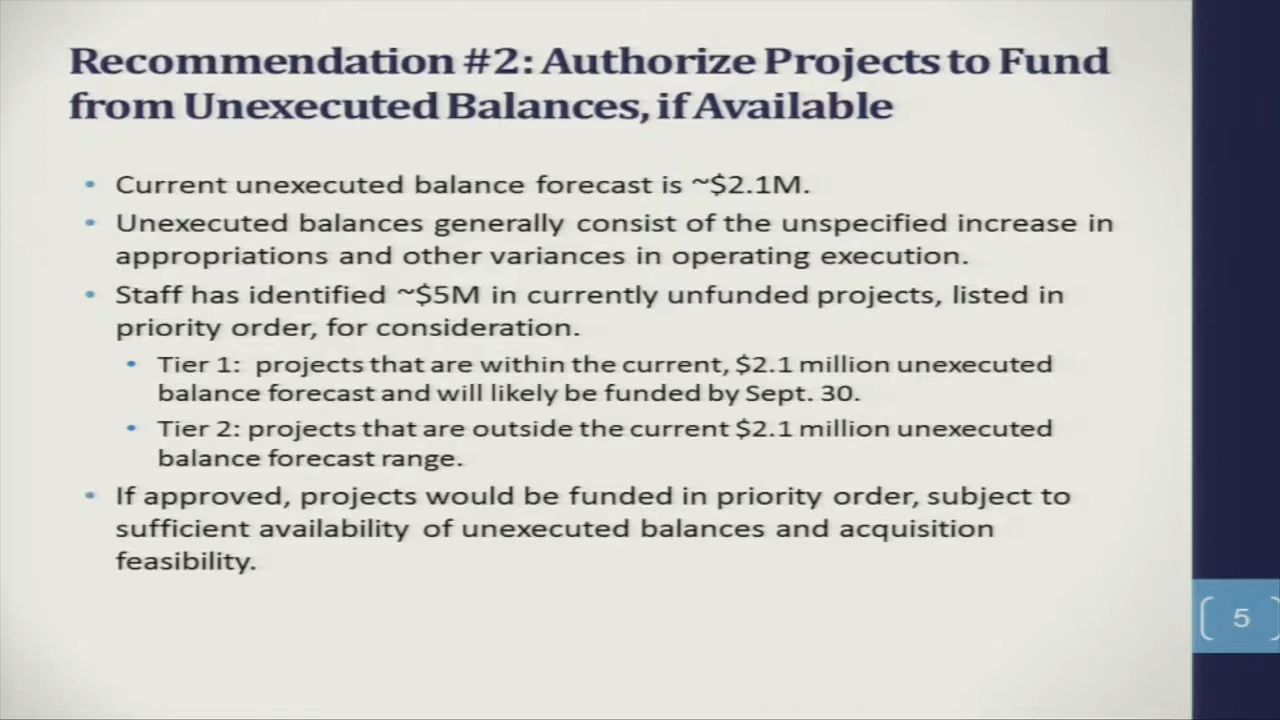 Recommendation #2: Authorize Projects to Fund
from Unexecuted Balances, if Available
• Current unexecuted balance forecast is ~$2.1M.
• Unexecuted balances generally consist of the unspecified increase in
appropriations and other variances in operating execution.
• Staff has identified ~$5M in currently unfunded projects, listed in
priority order, for consideration.
• Tier 1: projects that are within the current, $2.1 million unexecuted
balance forecast and will likely be funded by Sept. 30.
• Tier 2: projects that are outside the current $2.1 million unexecuted
balance forecast range.
• If approved, projects would be funded in priority order, subject to
sufficient availability of unexecuted balances and acquisition
feasibility.
5